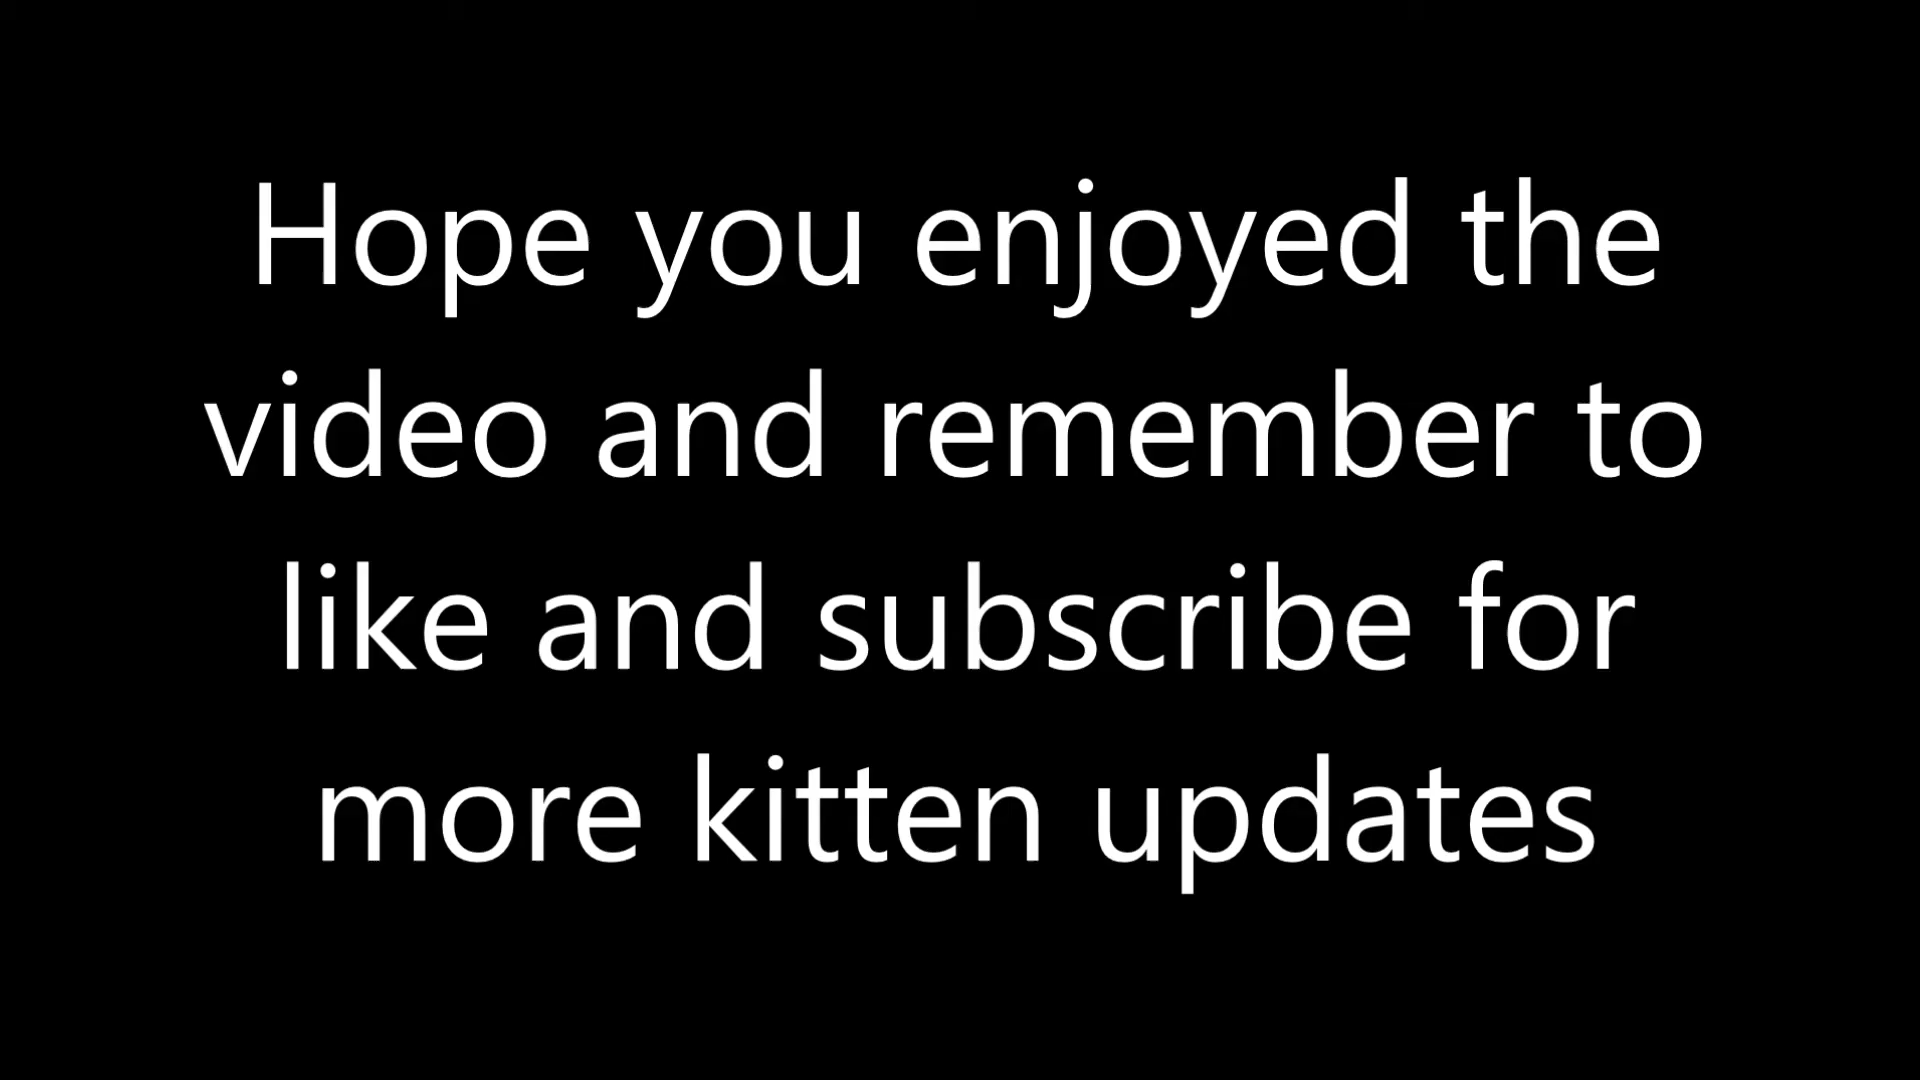 Hope you enjoyed the
video and remember to
like and subscribe for
more kitten updates